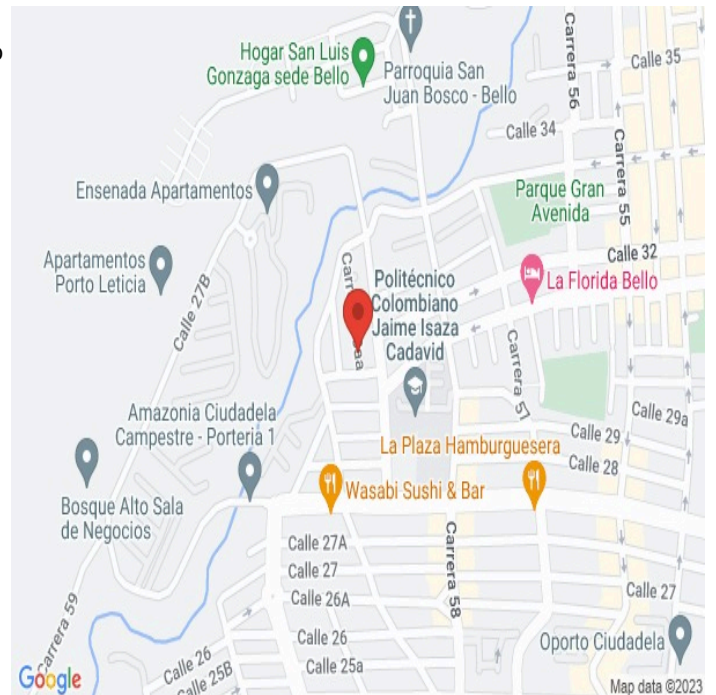 Hogar San Luis
Gonzaga sede Bello
Parroquia San
Juan Bosco - Bello
Carrera 56
Calle 35
Calle 34
Carrera 55
Ensenada Apartamentos
Parque Gran
Avenida
Calle 32
Apartamentos
Porto Leticia
Calle 27B
Politécnico
Colombiano
Jaime Isaza
Cadavid
La Florida Bello
Carrera 51
Calle 29a
Amazonia Ciudadela
Campestre - Porteria 1
La Plaza Hamburguesera
Calle 29
Calle 28
Bosque Alto Sala
de Negocios
Wasabi Sushi & Bar
Calle 27A
Calle 27
Calle 27
Calle 26A
Carrera 58
Carrera 59
Calle 26
Calle 26
Calle 25B
Calle 25a
Oporto Ciudadela
Google
Map data ©2023